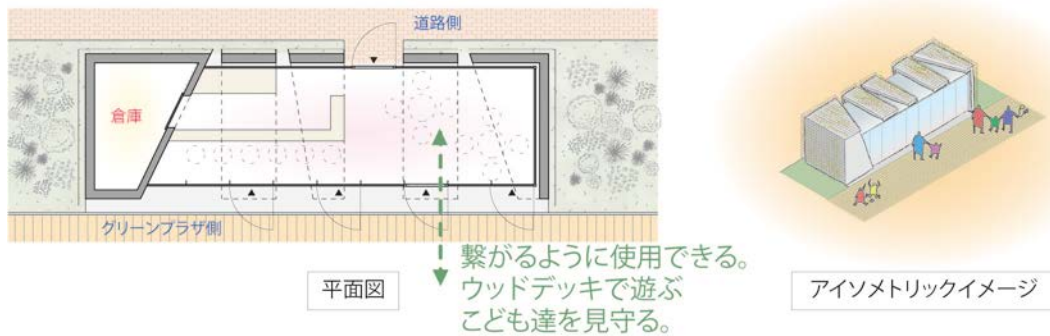 道路側
倉庫
グリーンプラザ側
繋がるように使用できる。
ウッドデッキで遊ぶ
こども達を見守る。
平面図
アイソメトリックイメージ